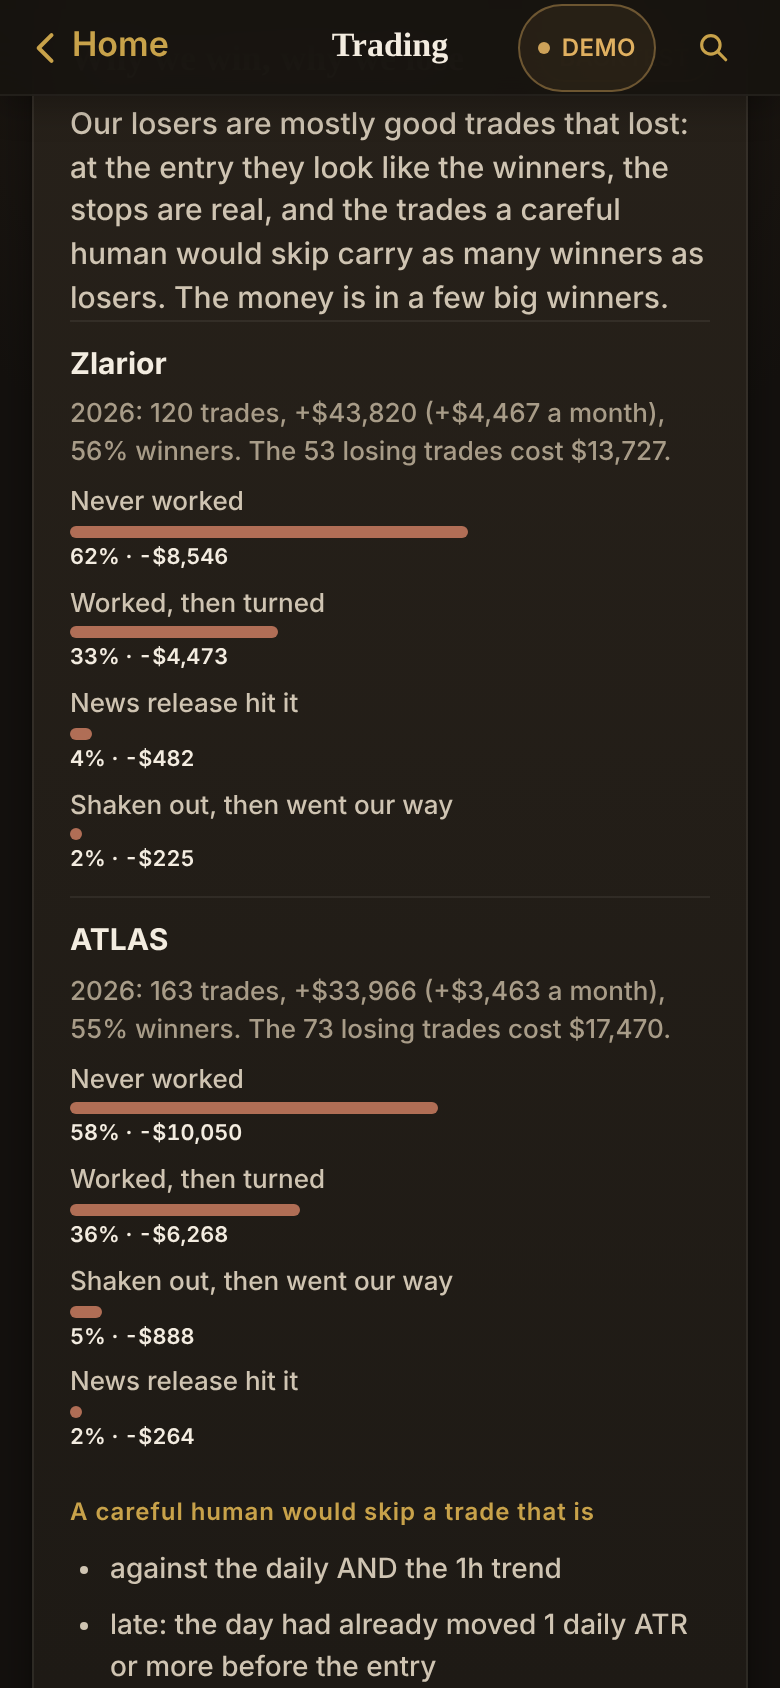 Home
Trading
DEMO
Our losers are mostly good trades that lost:
at the entry they look like the winners, the
stops are real, and the trades a careful
human would skip carry as many winners as
losers. The money is in a few big winners.
Zlarior
2026: 120 trades, +$43,820 (+$4,467 a month),
56% winners. The 53 losing trades cost $13,727.
Never worked
62% · -$8,546
Worked, then turned
33% · -$4,473
News release hit it
4% · -$482
Shaken out, then went our way
2% · -$225
ATLAS
2026: 163 trades, +$33,966 (+$3,463 a month),
55% winners. The 73 losing trades cost $17,470.
Never worked
58% · -$10,050
Worked, then turned
36% · -$6,268
Shaken out, then went our way
5% · -$888
News release hit it
2% · -$264
A careful human would skip a trade that is
• against the daily AND the 1h trend
• late: the day had already moved 1 daily ATR
or more before the entry